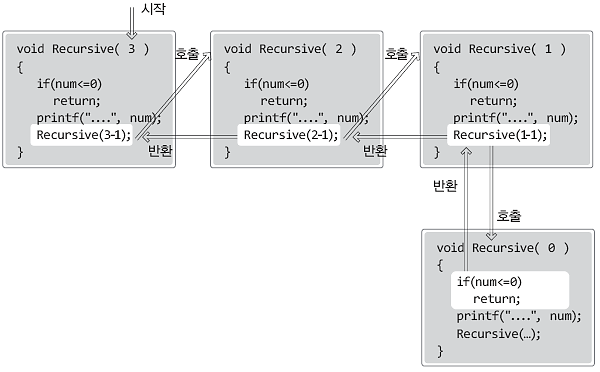 시작
void Recursive( 3 )
{
if(num<=0)
return;
printf("....", num);
Recursive(3-1);
}
호출
반환
void Recursive( 2 )
{
if(num<=0)
return;
printf("....", num);
Recursive(2-1);
}
호출
반환
void Recursive( 1 )
{
if(num<=0)
return;
printf("....", num);
Recursive(1-1);
}
반환
호출
void Recursive( 0 )
{
if(num<=0)
return;
printf("....", num);
Recursive(…);
}